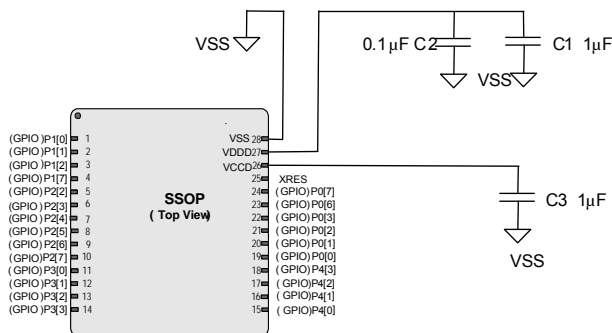 VSS
0.1 µF C2
C1 1µF
VSS
(GPIO)P1[0] 1
(GPIO)P1[1] 2
(GPIO)P1[2] 3
(GPIO)P1[7] 4
(GPIO)P2[2] 5
(GPIO)P2[3] 6
(GPIO)P2[4] 7
(GPIO)P2[5] 8
(GPIO)P2[6] 9
(GPIO)P2[7] 10
(GPIO)P3[0] 11
(GPIO)P3[1] 12
(GPIO)P3[2] 13
(GPIO)P3[3] 14
SSOP
(Top View)
VSS 28
VDDD 27
VCCD 26
25 XRES
24 (GPIO)P0[7]
23 (GPIO)P0[6]
22 (GPIO)P0[3]
21 (GPIO)P0[2]
20 (GPIO)P0[1]
19 (GPIO)P0[0]
18 (GPIO)P4[3]
17 (GPIO)P4[2]
16 (GPIO)P4[1]
15 (GPIO)P4[0]
C3 1µF
VSS